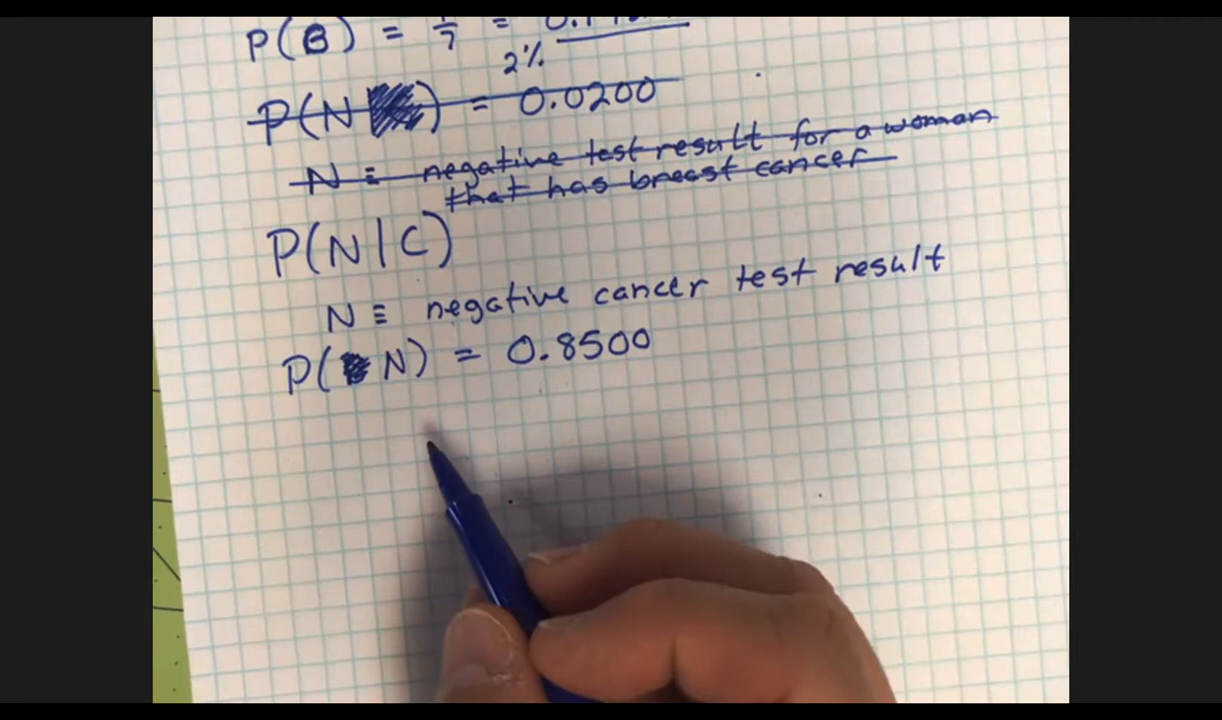 P(B) = 1/7 =
2%
P(N ) = 0.0200
N ≡ negative test result for a woman
that has breast cancer
P(N|C)
N ≡ negative cancer test result
P( N) = 0.8500